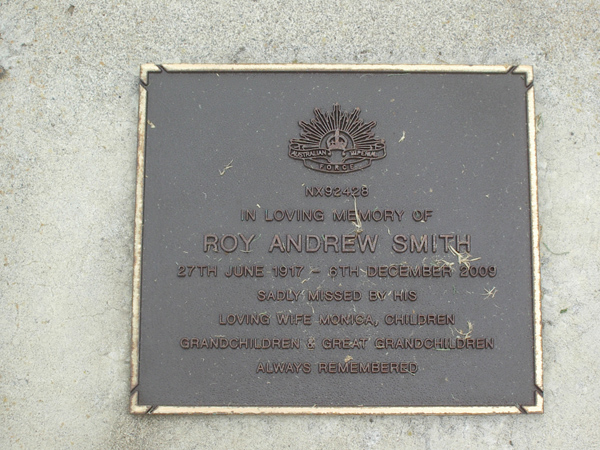 AUSTRALIAN IMPERIAL
FORCE
NX92428
IN LOVING MEMORY OF
ROY ANDREW SMITH
27TH JUNE 1917 - 6TH DECEMBER 2009
SADLY MISSED BY HIS
LOVING WIFE MONICA, CHILDREN
GRANDCHILDREN & GREAT GRANDCHILDREN
ALWAYS REMEMBERED